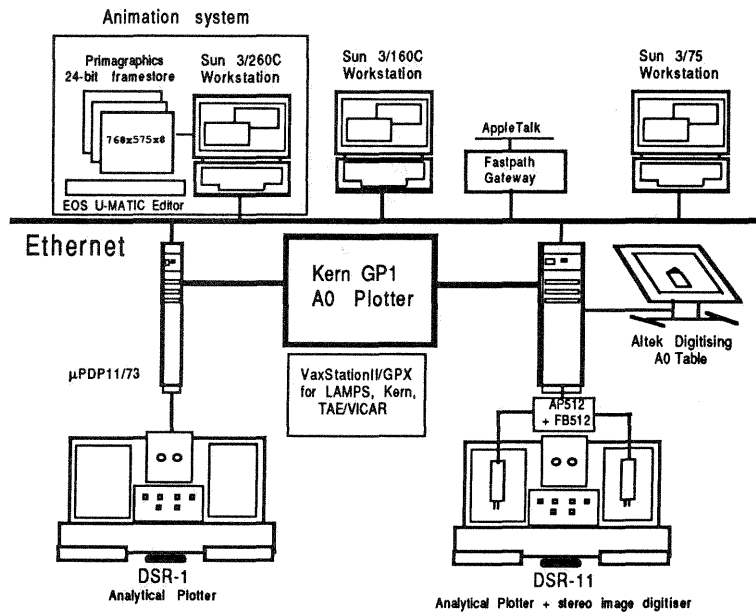 Animation system
Primagraphics
24-bit framestore
Sun 3/260C
Workstation
Sun 3/160C
Workstation
Sun 3/75
Workstation
768x575x8
AppleTalk
Fastpath
Gateway
EOS U-MATIC Editor
Ethernet
Kern GP1
A0 Plotter
Altek Digitising
A0 Table
µPDP11/73
VaxStationII/GPX
for LAMPS, Kern,
TAE/VICAR
AP512
+ FB512
DSR-1
Analytical Plotter
DSR-11
Analytical Plotter + stereo image digitiser